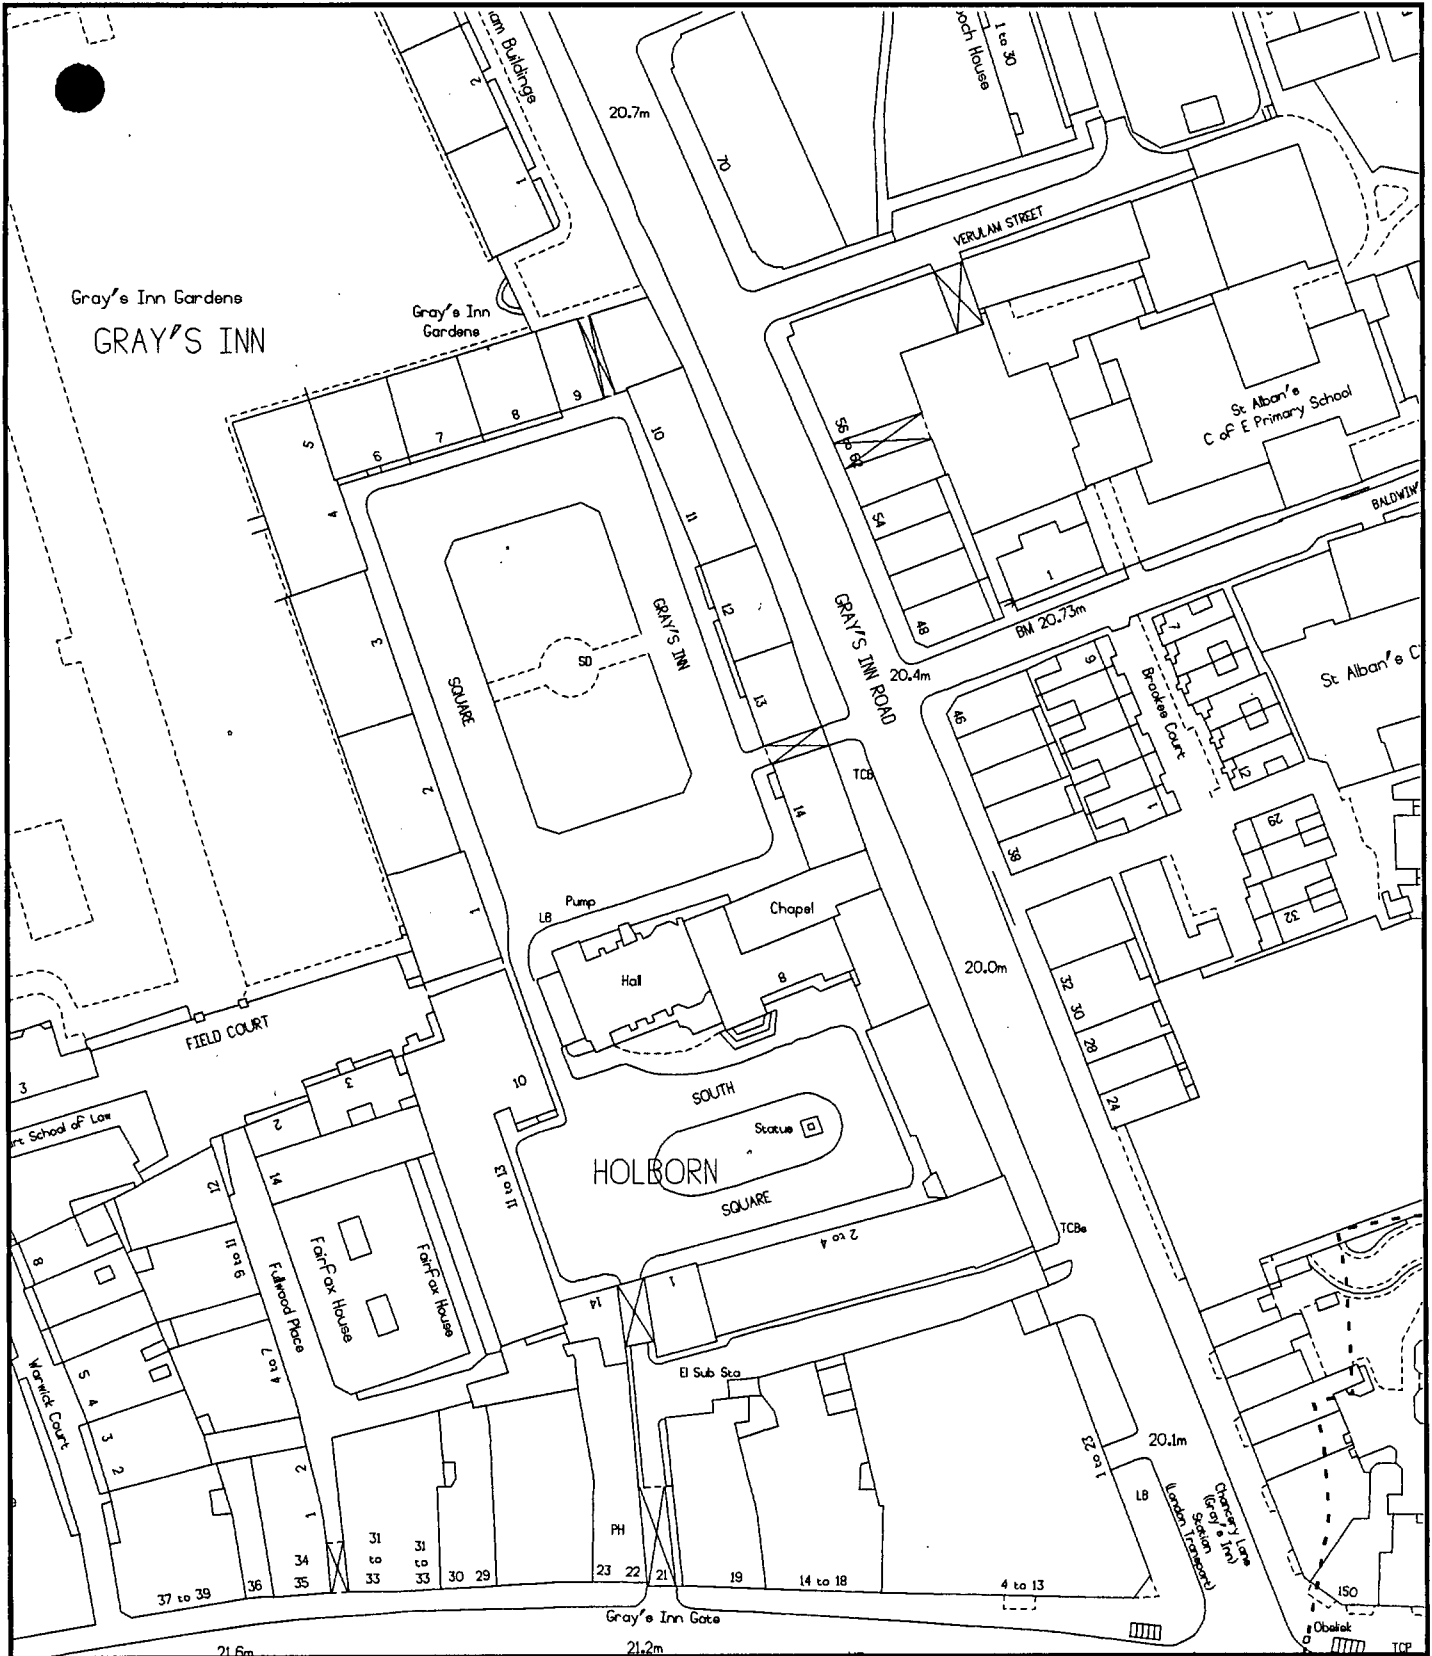 am Buildings
2
1
20.7m
70
och House
1 to 30
VERULAM STREET
Gray's Inn Gardens
GRAY'S INN
Gray's Inn
Gardens
5
6
7
8
9
10
11
12
13
14
4
3
2
1
SQUARE
GRAY'S INN
SD
56 to 62
54
48
1
St Alban's
C of E Primary School
BALDWIN'
BM 20.73m
20.4m
GRAY'S INN ROAD
46
38
9
1
Brookes Court
7
12
29
32
St Alban's C
TCB
Pump
LB
Chapel
Hall
8
20.0m
32
30
28
24
FIELD COURT
3
rt School of Law
3
2
14
12
10
11 to 13
SOUTH
Statue
HOLBORN
SQUARE
2 to 4
TCBs
1
14
8
9 to 11
Fulwood Place
Fairfax House
Fairfax House
4 to 7
Warwick Court
5
4
3
2
2
1
El Sub Sta
1 to 23
20.1m
LB
Chancery Lane
(Gray's Inn)
Station
(London Transport)
PH
37 to 39
36
34
35
31
to
33
31
to
33
30
29
23
22
21
19
14 to 18
4 to 13
150
Gray's Inn Gate
Obelisk
21.6m
21.2m
TCP